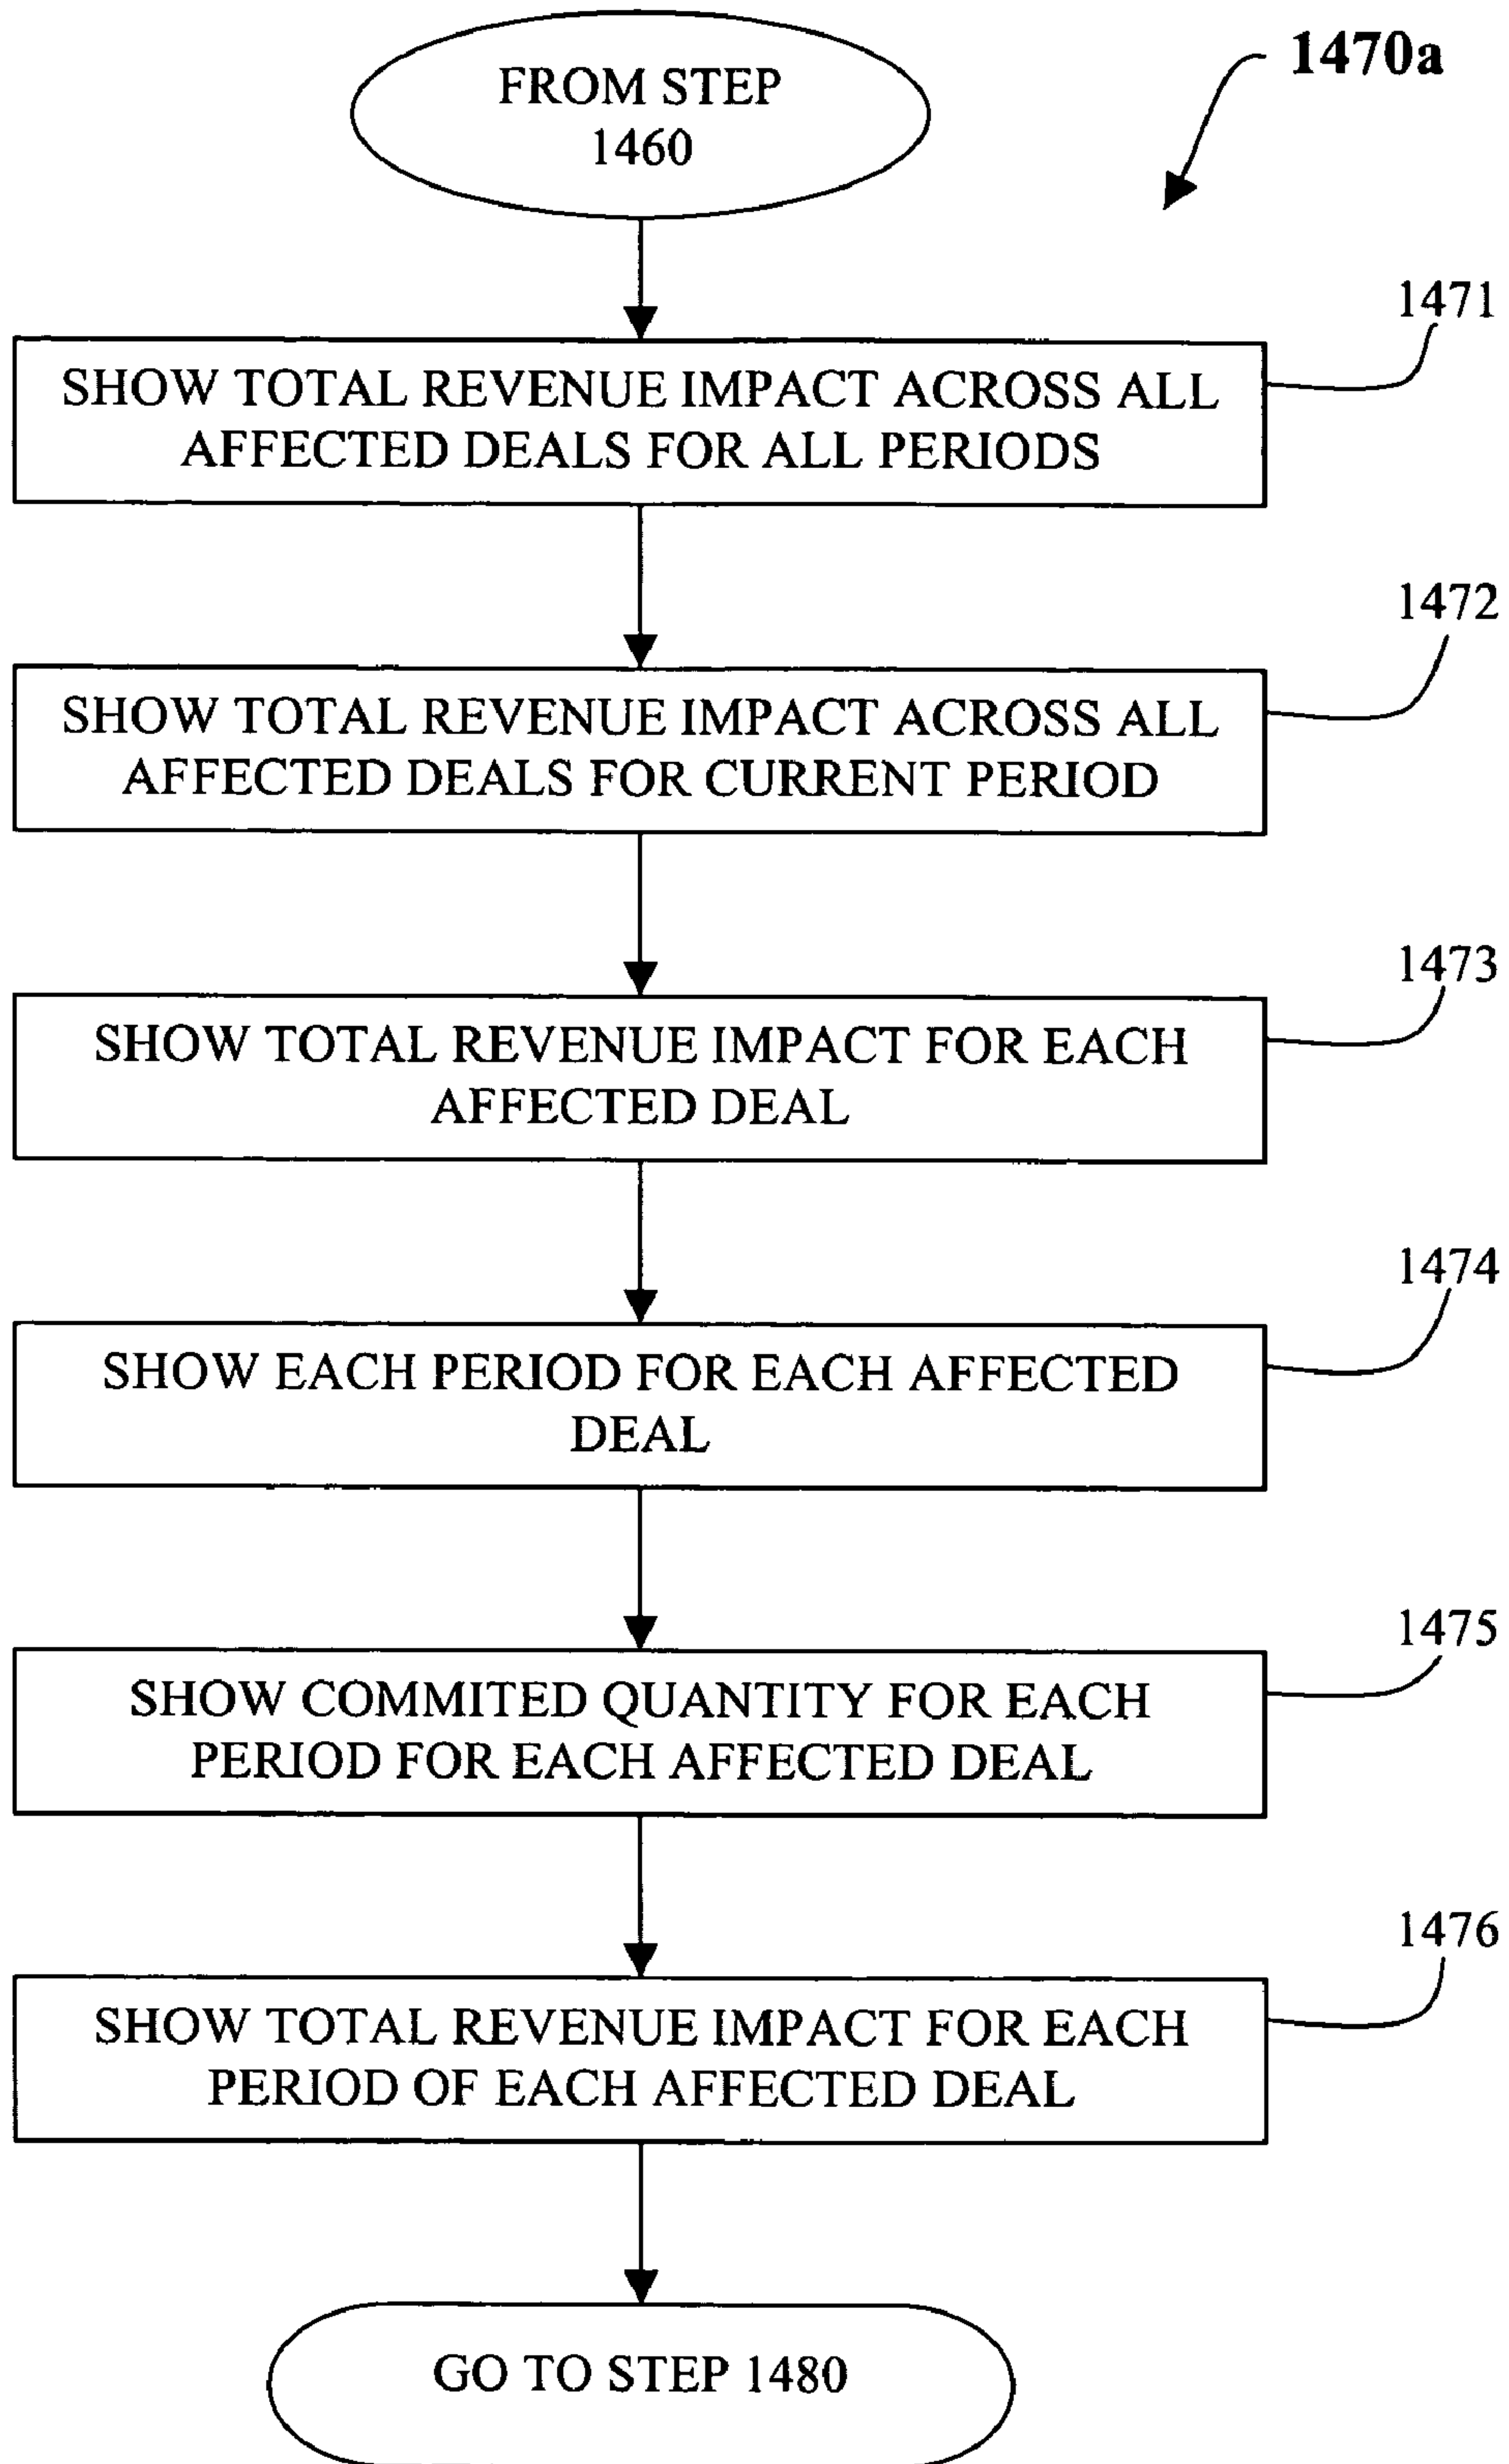 FROM STEP
1460
1470a
1471
SHOW TOTAL REVENUE IMPACT ACROSS ALL
AFFECTED DEALS FOR ALL PERIODS
1472
SHOW TOTAL REVENUE IMPACT ACROSS ALL
AFFECTED DEALS FOR CURRENT PERIOD
1473
SHOW TOTAL REVENUE IMPACT FOR EACH
AFFECTED DEAL
1474
SHOW EACH PERIOD FOR EACH AFFECTED
DEAL
1475
SHOW COMMITED QUANTITY FOR EACH
PERIOD FOR EACH AFFECTED DEAL
1476
SHOW TOTAL REVENUE IMPACT FOR EACH
PERIOD OF EACH AFFECTED DEAL
GO TO STEP 1480